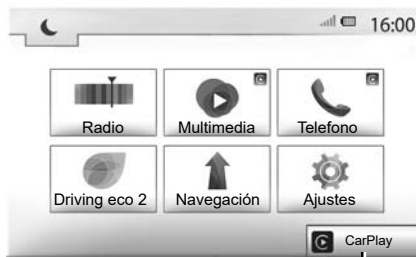 16:00
Radio
Multimedia
Telefono
Driving eco 2
Navegación
Ajustes
CarPlay